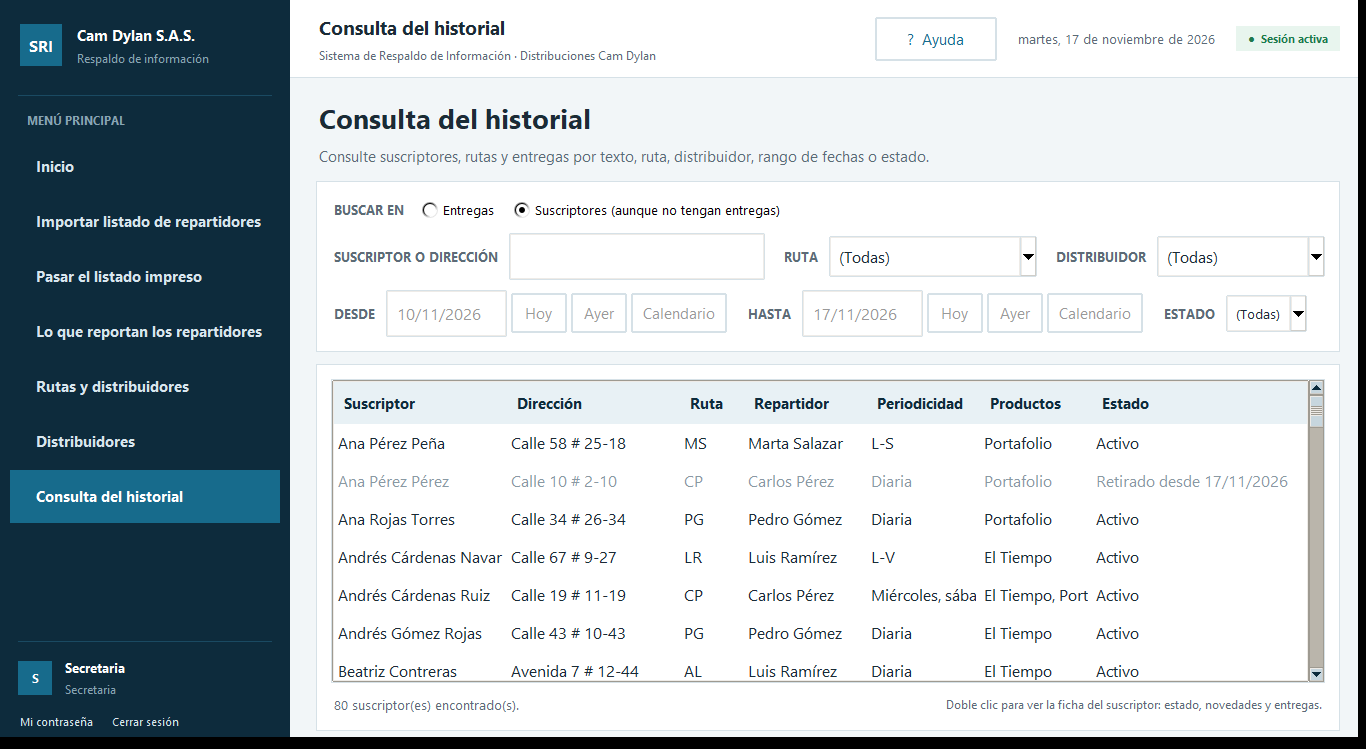 SRI
Cam Dylan S.A.S.
Respaldo de información
MENÚ PRINCIPAL
Inicio
Importar listado de repartidores
Pasar el listado impreso
Lo que reportan los repartidores
Rutas y distribuidores
Distribuidores
Consulta del historial
S
Secretaria
Secretaria
Mi contraseña Cerrar sesión
Consulta del historial
Sistema de Respaldo de Información · Distribuciones Cam Dylan
? Ayuda
martes, 17 de noviembre de 2026
● Sesión activa
Consulta del historial
Consulte suscriptores, rutas y entregas por texto, ruta, distribuidor, rango de fechas o estado.
BUSCAR EN Entregas Suscriptores (aunque no tengan entregas)
SUSCRIPTOR O DIRECCIÓN RUTA (Todas) DISTRIBUIDOR (Todas)
DESDE 10/11/2026 Hoy Ayer Calendario HASTA 17/11/2026 Hoy Ayer Calendario ESTADO (Todas)
Suscriptor Dirección Ruta Repartidor Periodicidad Productos Estado
Ana Pérez Peña Calle 58 # 25-18 MS Marta Salazar L-S Portafolio Activo
Ana Pérez Pérez Calle 10 # 2-10 CP Carlos Pérez Diaria Portafolio Retirado desde 17/11/2026
Ana Rojas Torres Calle 34 # 26-34 PG Pedro Gómez Diaria Portafolio Activo
Andrés Cárdenas Navar Calle 67 # 9-27 LR Luis Ramírez L-V El Tiempo Activo
Andrés Cárdenas Ruiz Calle 19 # 11-19 CP Carlos Pérez Miércoles, sába El Tiempo, Port Activo
Andrés Gómez Rojas Calle 43 # 10-43 PG Pedro Gómez Diaria El Tiempo Activo
Beatriz Contreras Avenida 7 # 12-44 AL Luis Ramírez Diaria El Tiempo Activo
80 suscriptor(es) encontrado(s).
Doble clic para ver la ficha del suscriptor: estado, novedades y entregas.